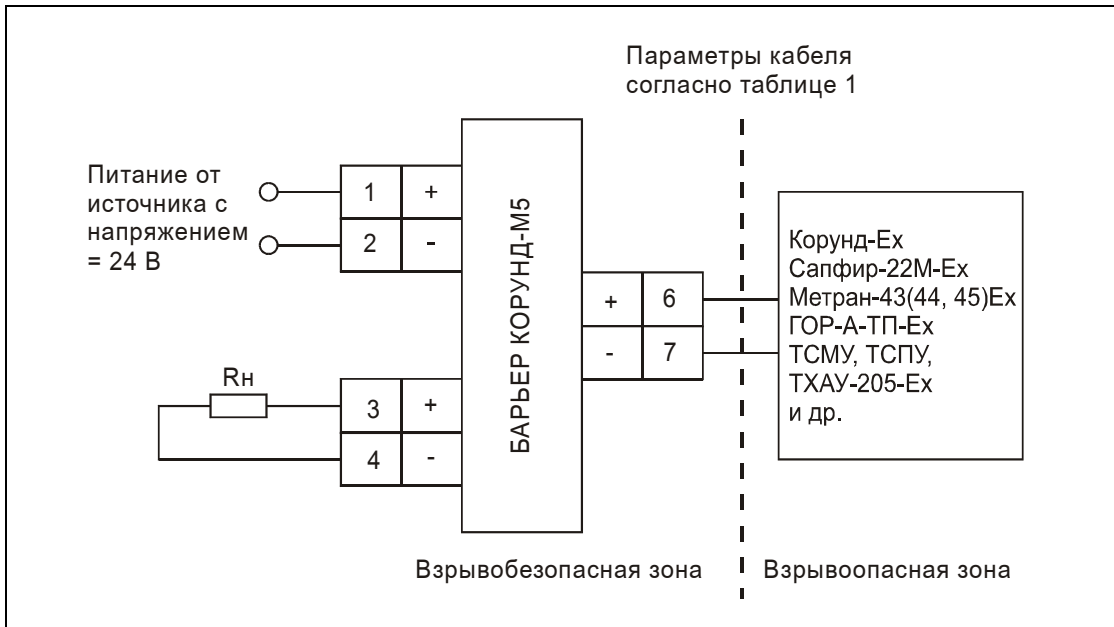 Параметры кабеля
согласно таблице 1
Питание от
источника с
напряжением
= 24 В
1 +
2 -
БАРЬЕР КОРУНД-М5
+ 6
- 7
Корунд-Ех
Сапфир-22М-Ех
Метран-43(44, 45)Ех
ГОР-А-ТП-Ех
ТСМУ, ТСПУ,
ТХАУ-205-Ех
и др.
Rн
3 +
4 -
Взрывобезопасная зона
Взрывоопасная зона